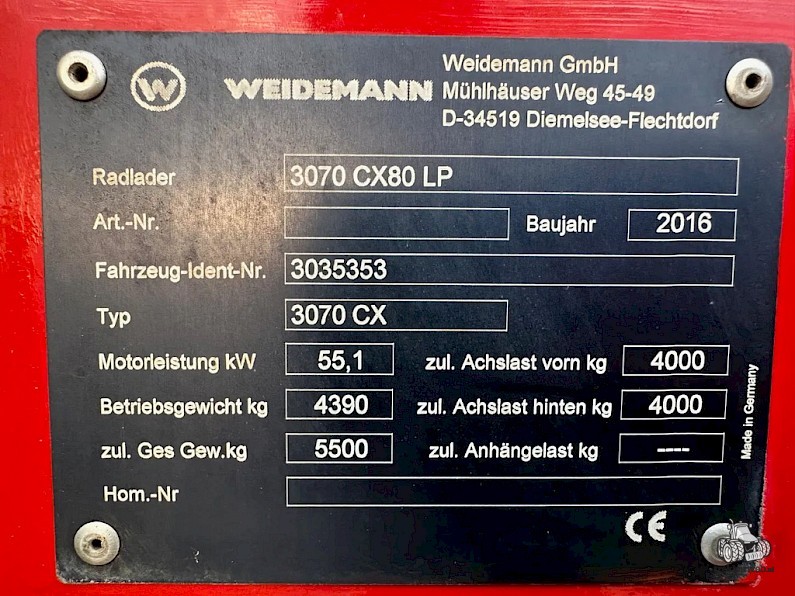 W WEIDEMANN
Weidemann GmbH
Mühlhäuser Weg 45-49
D-34519 Diemelsee-Flechtdorf
Radlader 3070 CX80 LP
Art.-Nr. Baujahr 2016
Fahrzeug-Ident-Nr. 3035353
Typ 3070 CX
Motorleistung kW 55,1 zul. Achslast vorn kg 4000
Betriebsgewicht kg 4390 zul. Achslast hinten kg 4000
zul. Ges Gew.kg 5500 zul. Anhängelast kg ----
Hom.-Nr
Made in Germany
CE